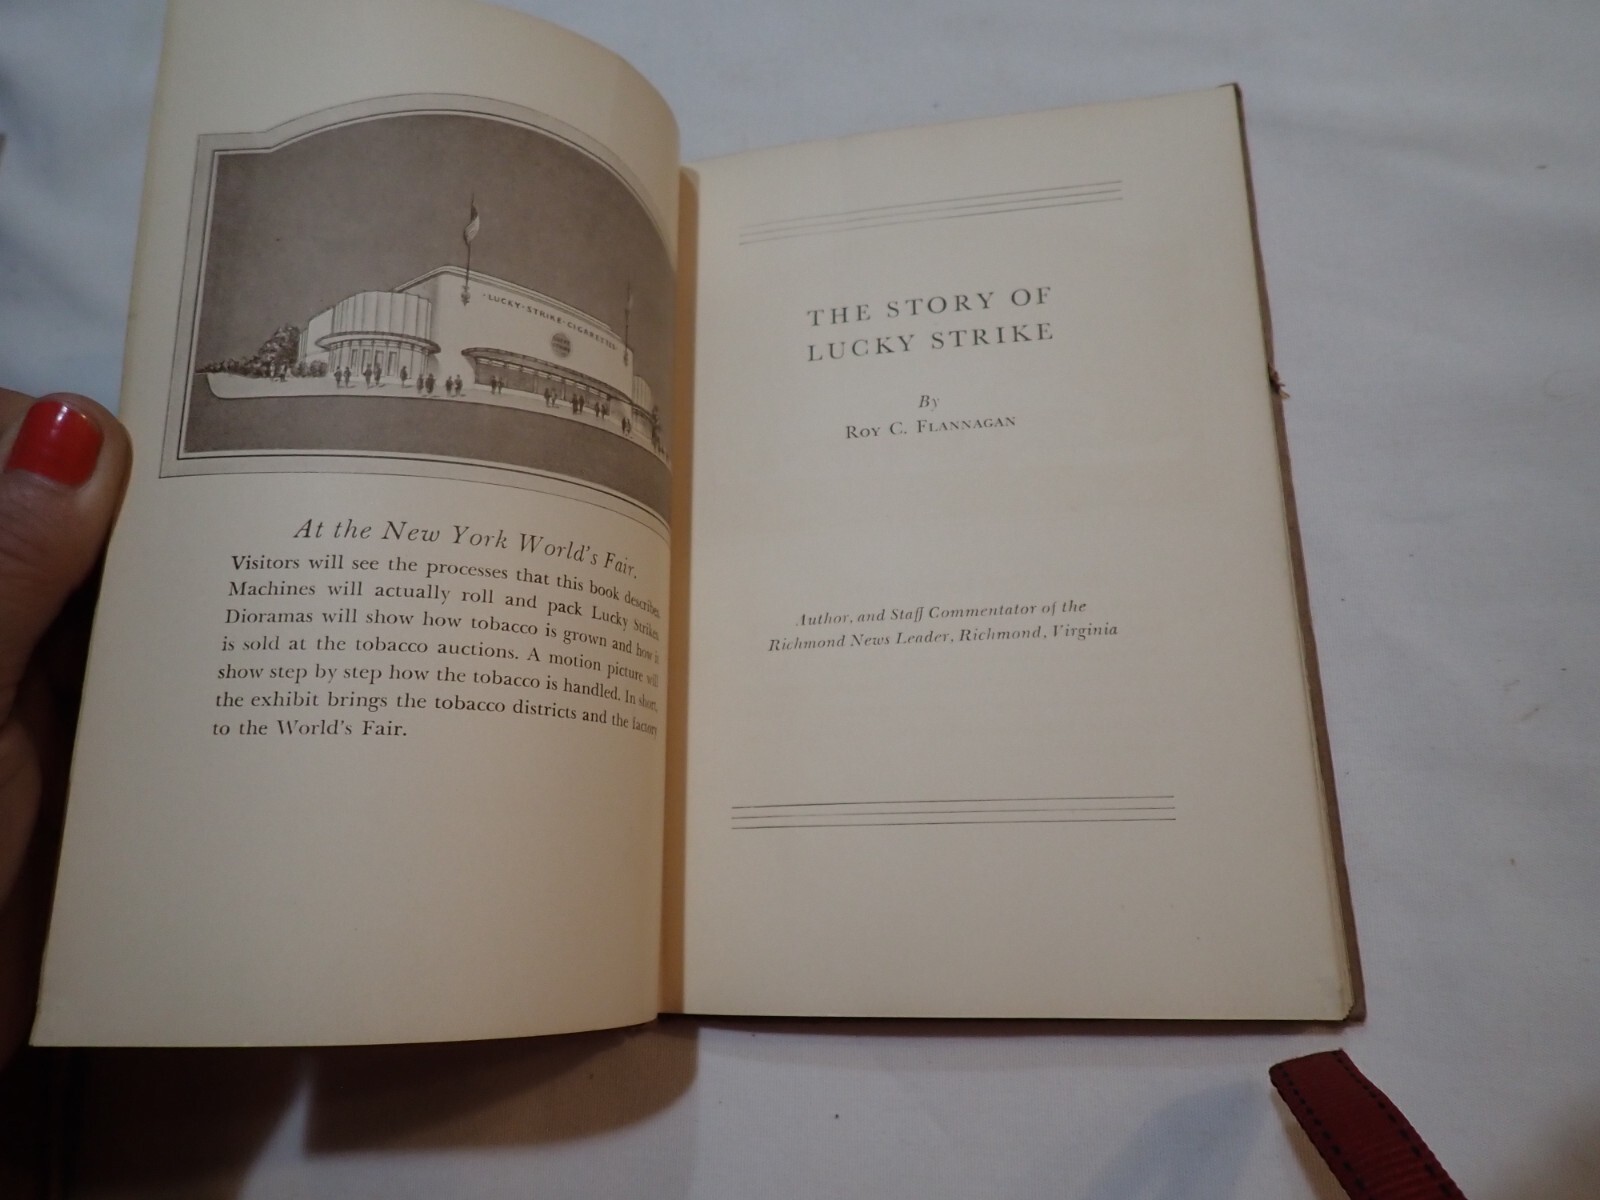 · LUCKY · STRIKE · CIGARETTES ·
At the New York World's Fair.
Visitors will see the processes that this book describes.
Machines will actually roll and pack Lucky Strikes.
Dioramas will show how tobacco is grown and how it
is sold at the tobacco auctions. A motion picture will
show step by step how the tobacco is handled. In short,
the exhibit brings the tobacco districts and the factory
to the World's Fair.
THE STORY OF
LUCKY STRIKE
By
ROY C. FLANNAGAN
Author, and Staff Commentator of the
Richmond News Leader, Richmond, Virginia